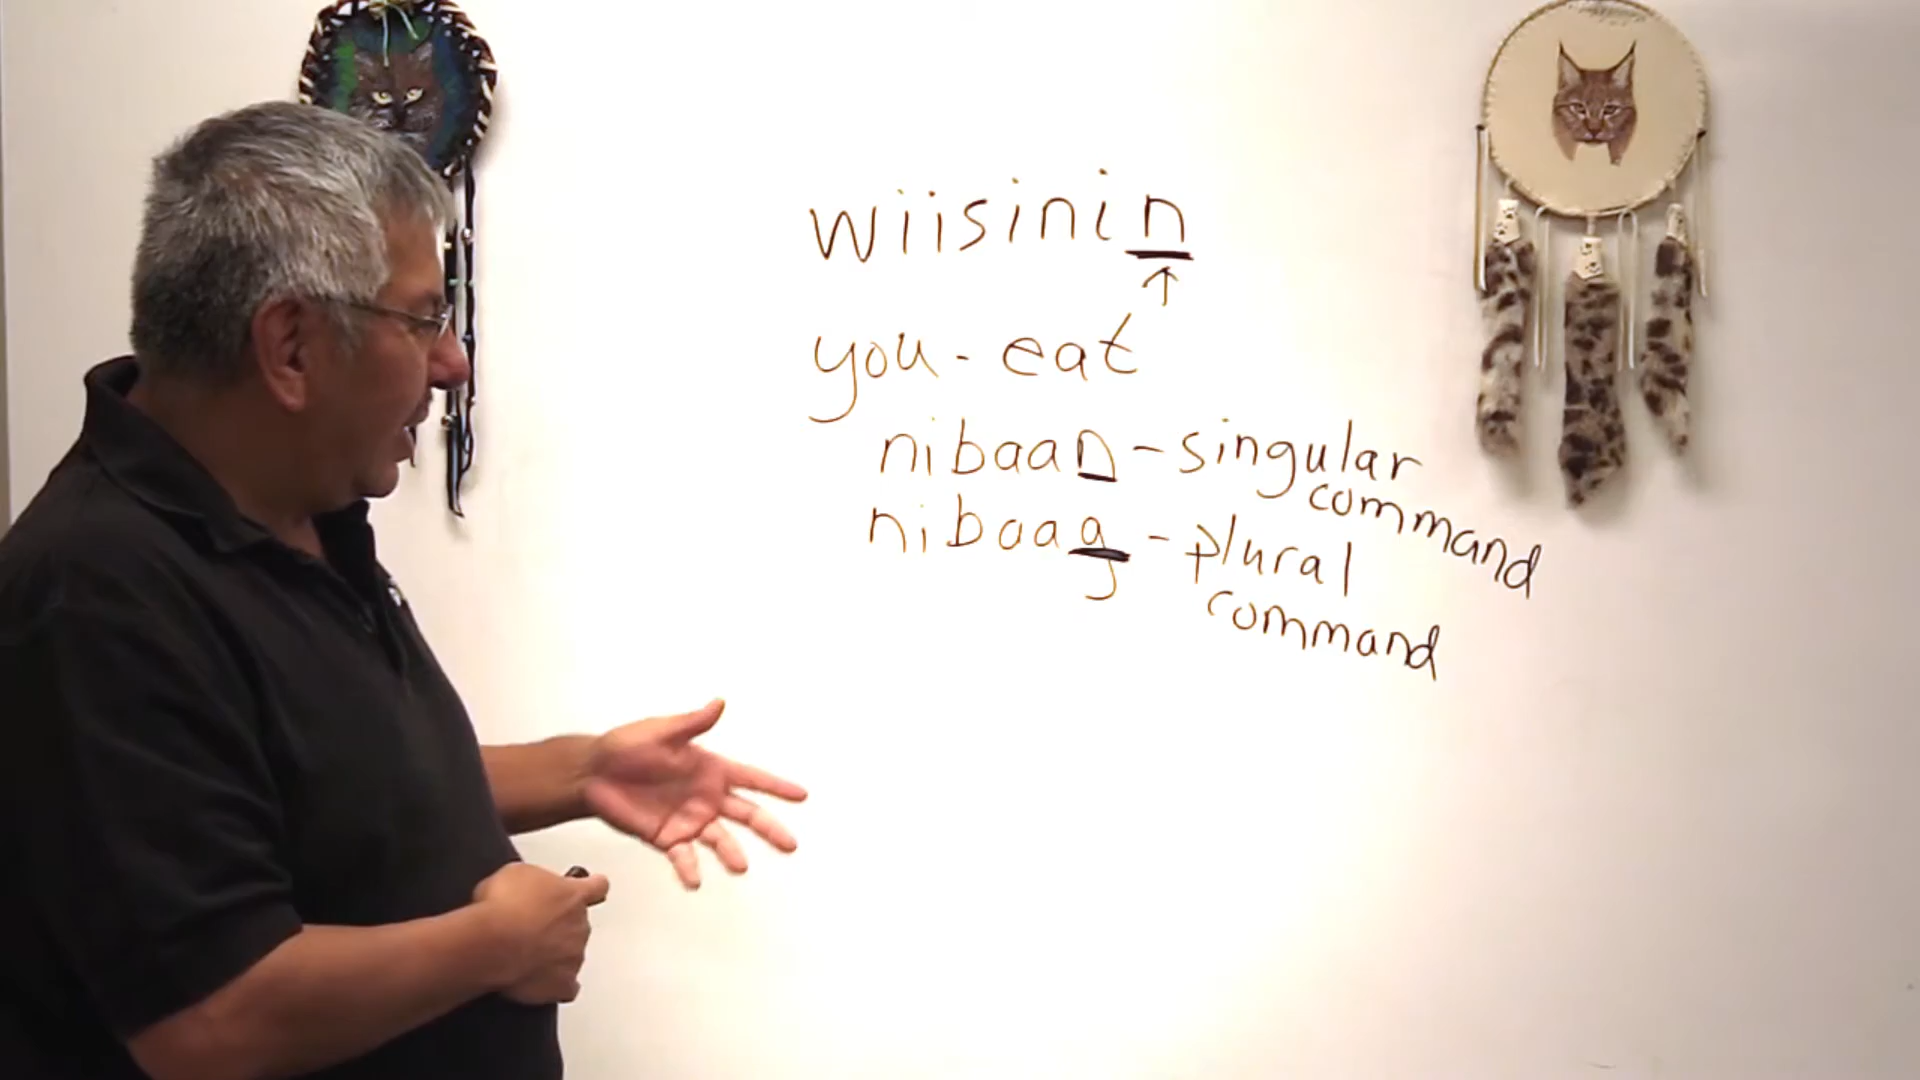 wiisinin
↑
you - eat
nibaan - singular
command
nibaag - plural
command